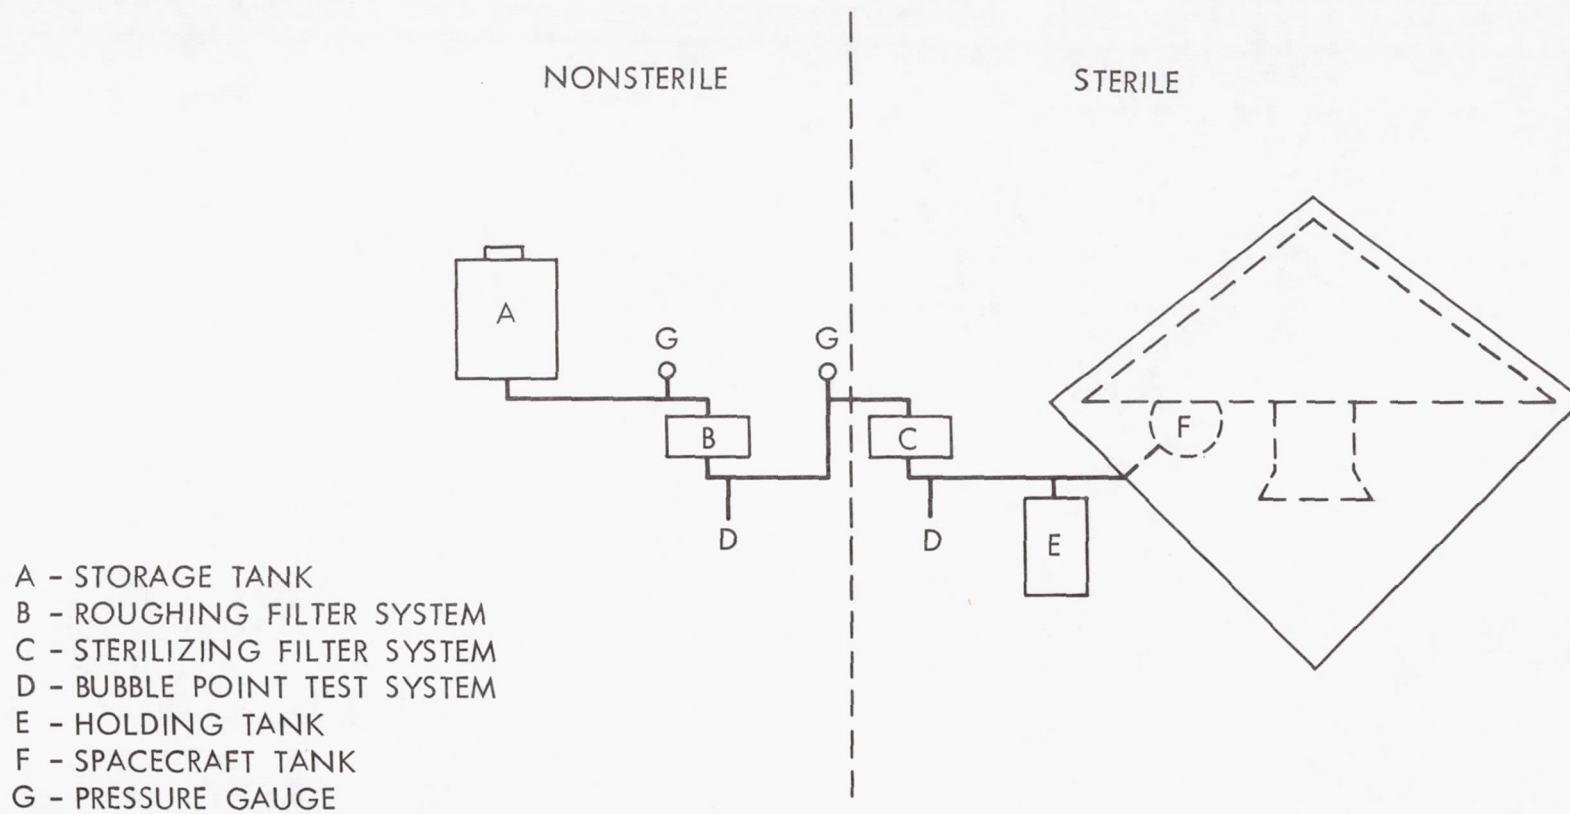 NONSTERILE
STERILE
A
G
G
B
C
F
D
D
E
A - STORAGE TANK
B - ROUGHING FILTER SYSTEM
C - STERILIZING FILTER SYSTEM
D - BUBBLE POINT TEST SYSTEM
E - HOLDING TANK
F - SPACECRAFT TANK
G - PRESSURE GAUGE